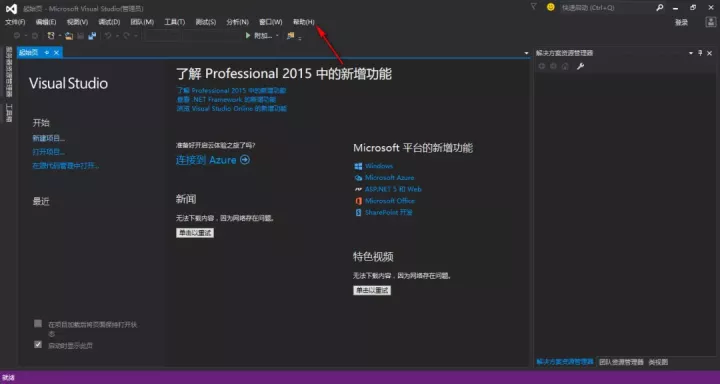 起始页 - Microsoft Visual Studio(管理员)
快速启动 (Ctrl+Q)
文件(F) 编辑(E) 视图(V) 调试(D) 团队(M) 工具(T) 测试(S) 分析(N) 窗口(W) 帮助(H)
登录
附加...
起始页
解决方案资源管理器
工具箱
Visual Studio
了解 Professional 2015 中的新增功能
了解 Professional 2015 中的新增功能
查看 .NET Framework 的新增功能
浏览 Visual Studio Online 的新增功能
开始
新建项目...
打开项目...
在源代码管理中打开...
最近
准备好开启云体验之旅了吗?
连接到 Azure
Microsoft 平台的新增功能
Windows
Microsoft Azure
ASP.NET 5 和 Web
Microsoft Office
SharePoint 开发
新闻
无法下载内容，因为网络存在问题。
单击以重试
特色视频
无法下载内容，因为网络存在问题。
单击以重试
在项目加载后将页面保持打开状
态
启动时显示此页
解决方案资源管理器 团队资源管理器 类视图
就绪